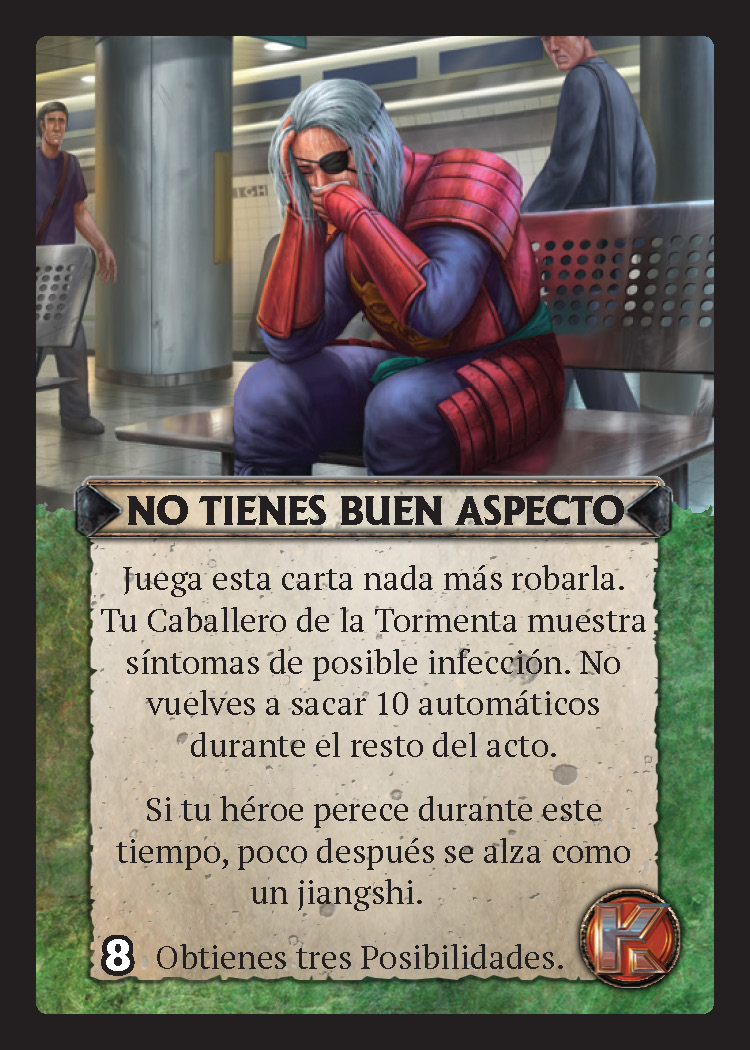 IGH
NO TIENES BUEN ASPECTO
Juega esta carta nada más robarla.
Tu Caballero de la Tormenta muestra
síntomas de posible infección. No
vuelves a sacar 10 automáticos
durante el resto del acto.
Si tu héroe perece durante este
tiempo, poco después se alza como
un jiangshi.
8 Obtienes tres Posibilidades.
K